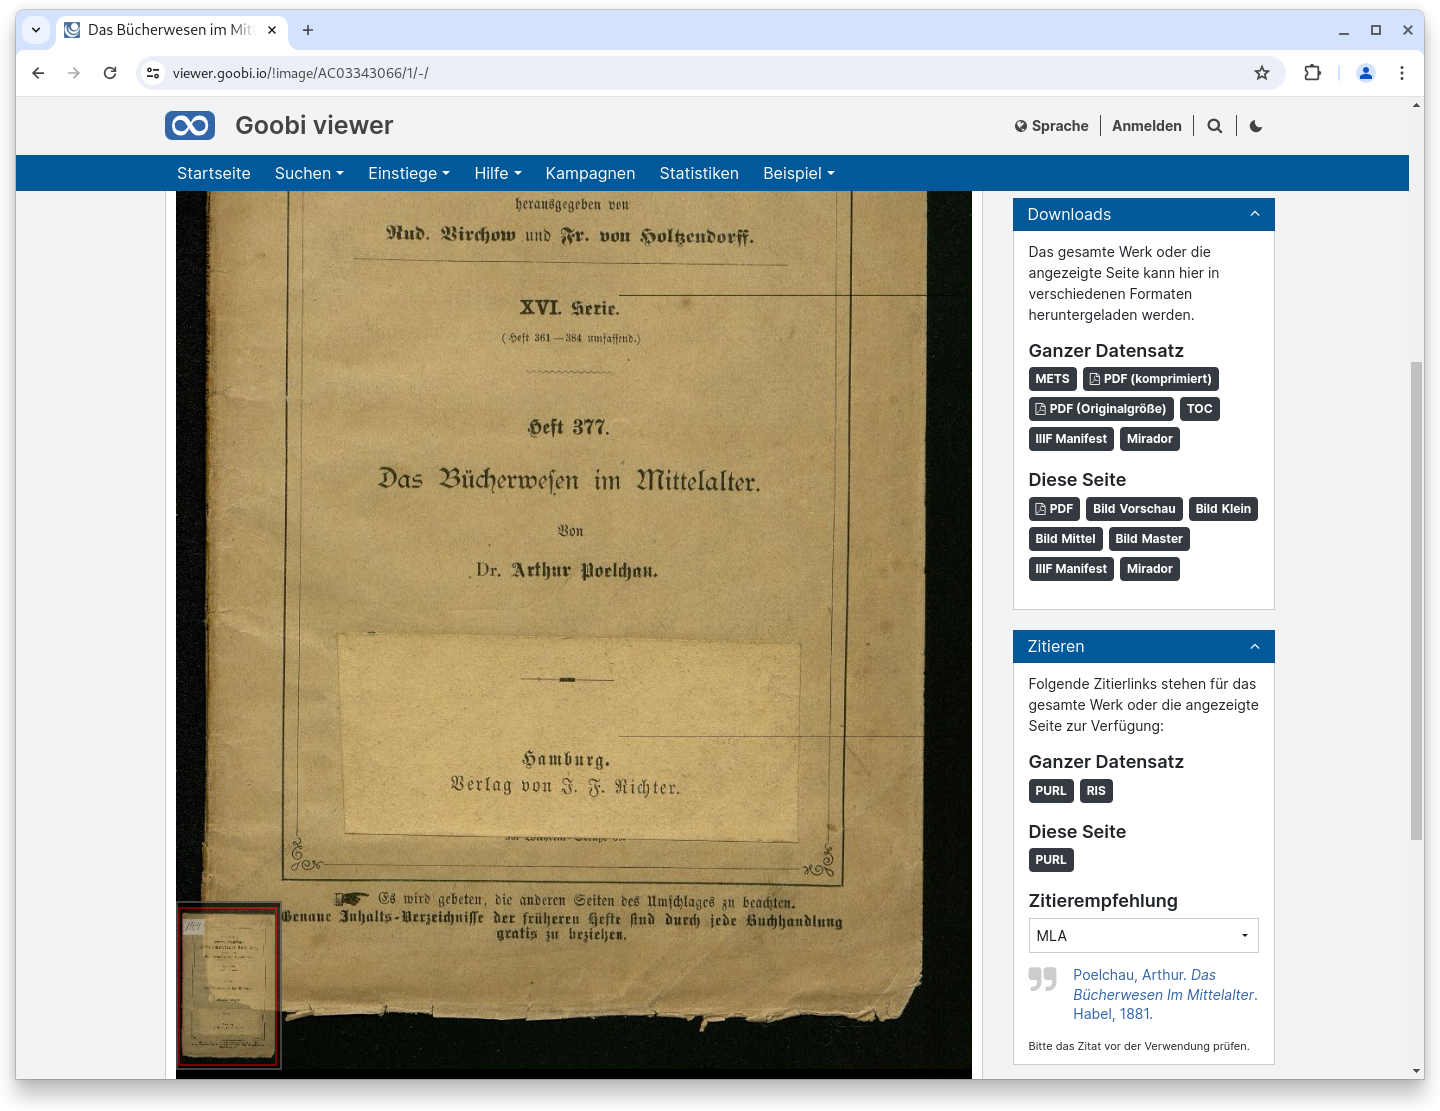 Das Bücherwesen im Mit
viewer.goobi.io/!image/AC03343066/1/-/
Goobi viewer
Sprache
Anmelden
Startseite
Suchen
Einstiege
Hilfe
Kampagnen
Statistiken
Beispiel
herausgegeben von
Rud. Virchow und Fr. von Holtzendorff.
XVI. Serie.
(Heft 361—384 umfassend.)
Heft 377.
Das Bücherweſen im Mittelalter.
Von
Dr. Arthur Poelchau.
Hamburg.
Verlag von J. F. Richter.
Es wird gebeten, die anderen Seiten des Umſchlages zu beachten.
Genaue Inhalts-Verzeichniſſe der früheren Hefte ſind durch jede Buchhandlung
gratis zu beziehen.
Downloads
Das gesamte Werk oder die
angezeigte Seite kann hier in
verschiedenen Formaten
heruntergeladen werden.
Ganzer Datensatz
METS
PDF (komprimiert)
PDF (Originalgröße)
TOC
IIIF Manifest
Mirador
Diese Seite
PDF
Bild Vorschau
Bild Klein
Bild Mittel
Bild Master
IIIF Manifest
Mirador
Zitieren
Folgende Zitierlinks stehen für das
gesamte Werk oder die angezeigte
Seite zur Verfügung:
Ganzer Datensatz
PURL
RIS
Diese Seite
PURL
Zitierempfehlung
MLA
Poelchau, Arthur. Das
Bücherwesen Im Mittelalter.
Habel, 1881.
Bitte das Zitat vor der Verwendung prüfen.